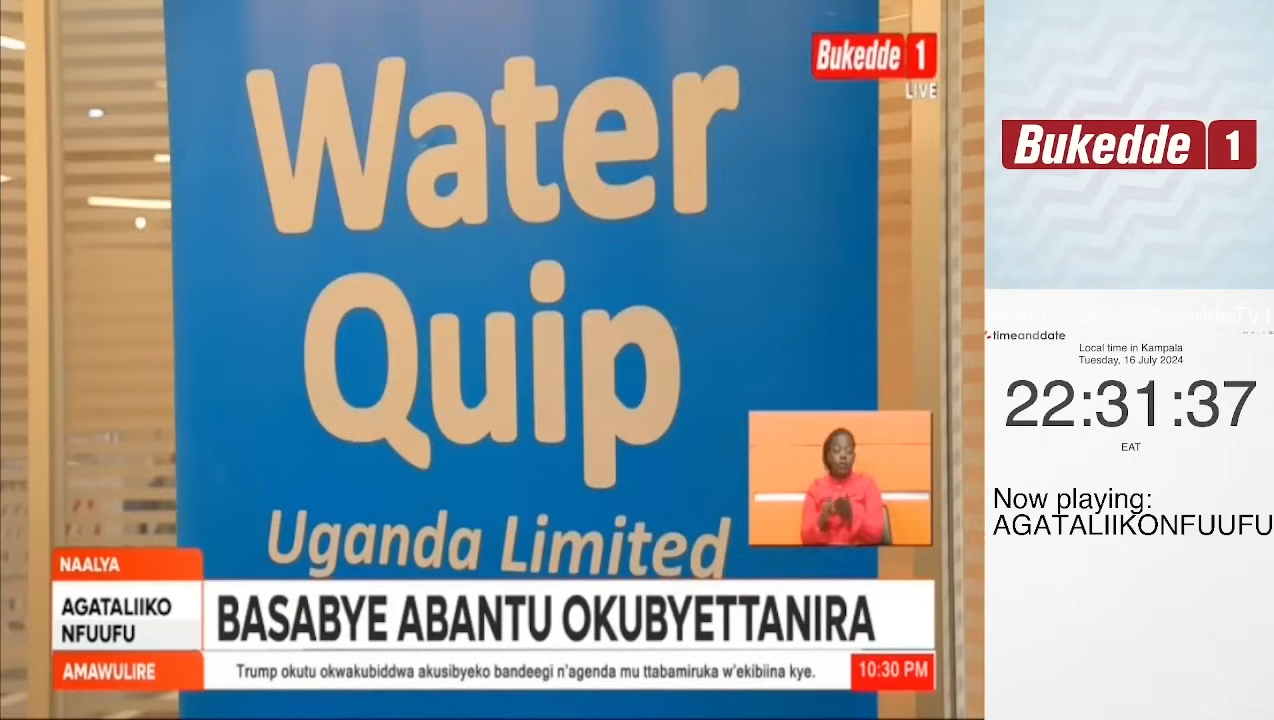 Water
Quip
Uganda Limited
Bukedde 1
LIVE
NAALYA
AGATALIIKO
NFUUFU
BASABYE ABANTU OKUBYETTANIRA
AMAWULIRE
Trump okutu okwakubiddwa akusibyeko bandeegi n'agenda mu ttabamiruka w'ekibiina kye.
10:30 PM
Bukedde 1
timeanddate
Local time in Kampala
Tuesday, 16 July 2024
22:31:37
EAT
Now playing:
AGATALIIKONFUUFU